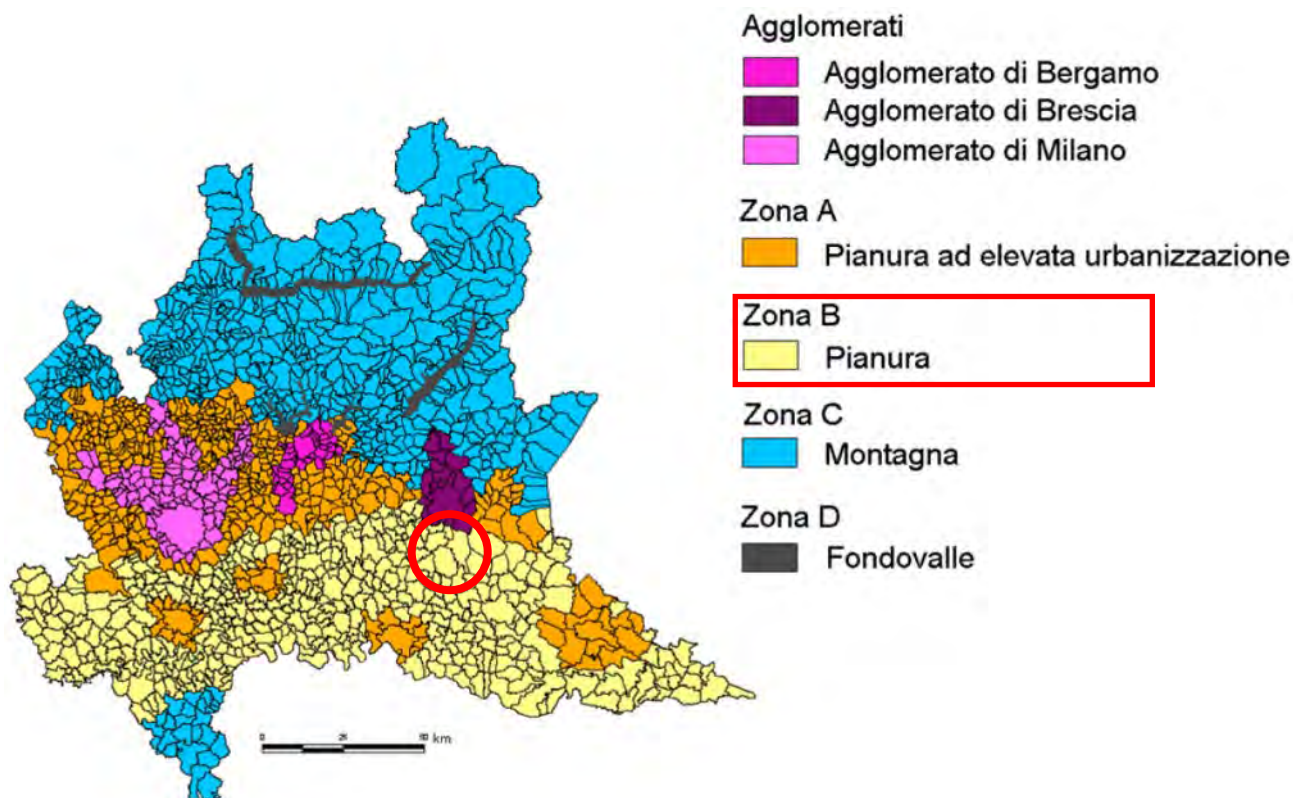 Agglomerati
Agglomerato di Bergamo
Agglomerato di Brescia
Agglomerato di Milano
Zona A
Pianura ad elevata urbanizzazione
Zona B
Pianura
Zona C
Montagna
Zona D
Fondovalle
km